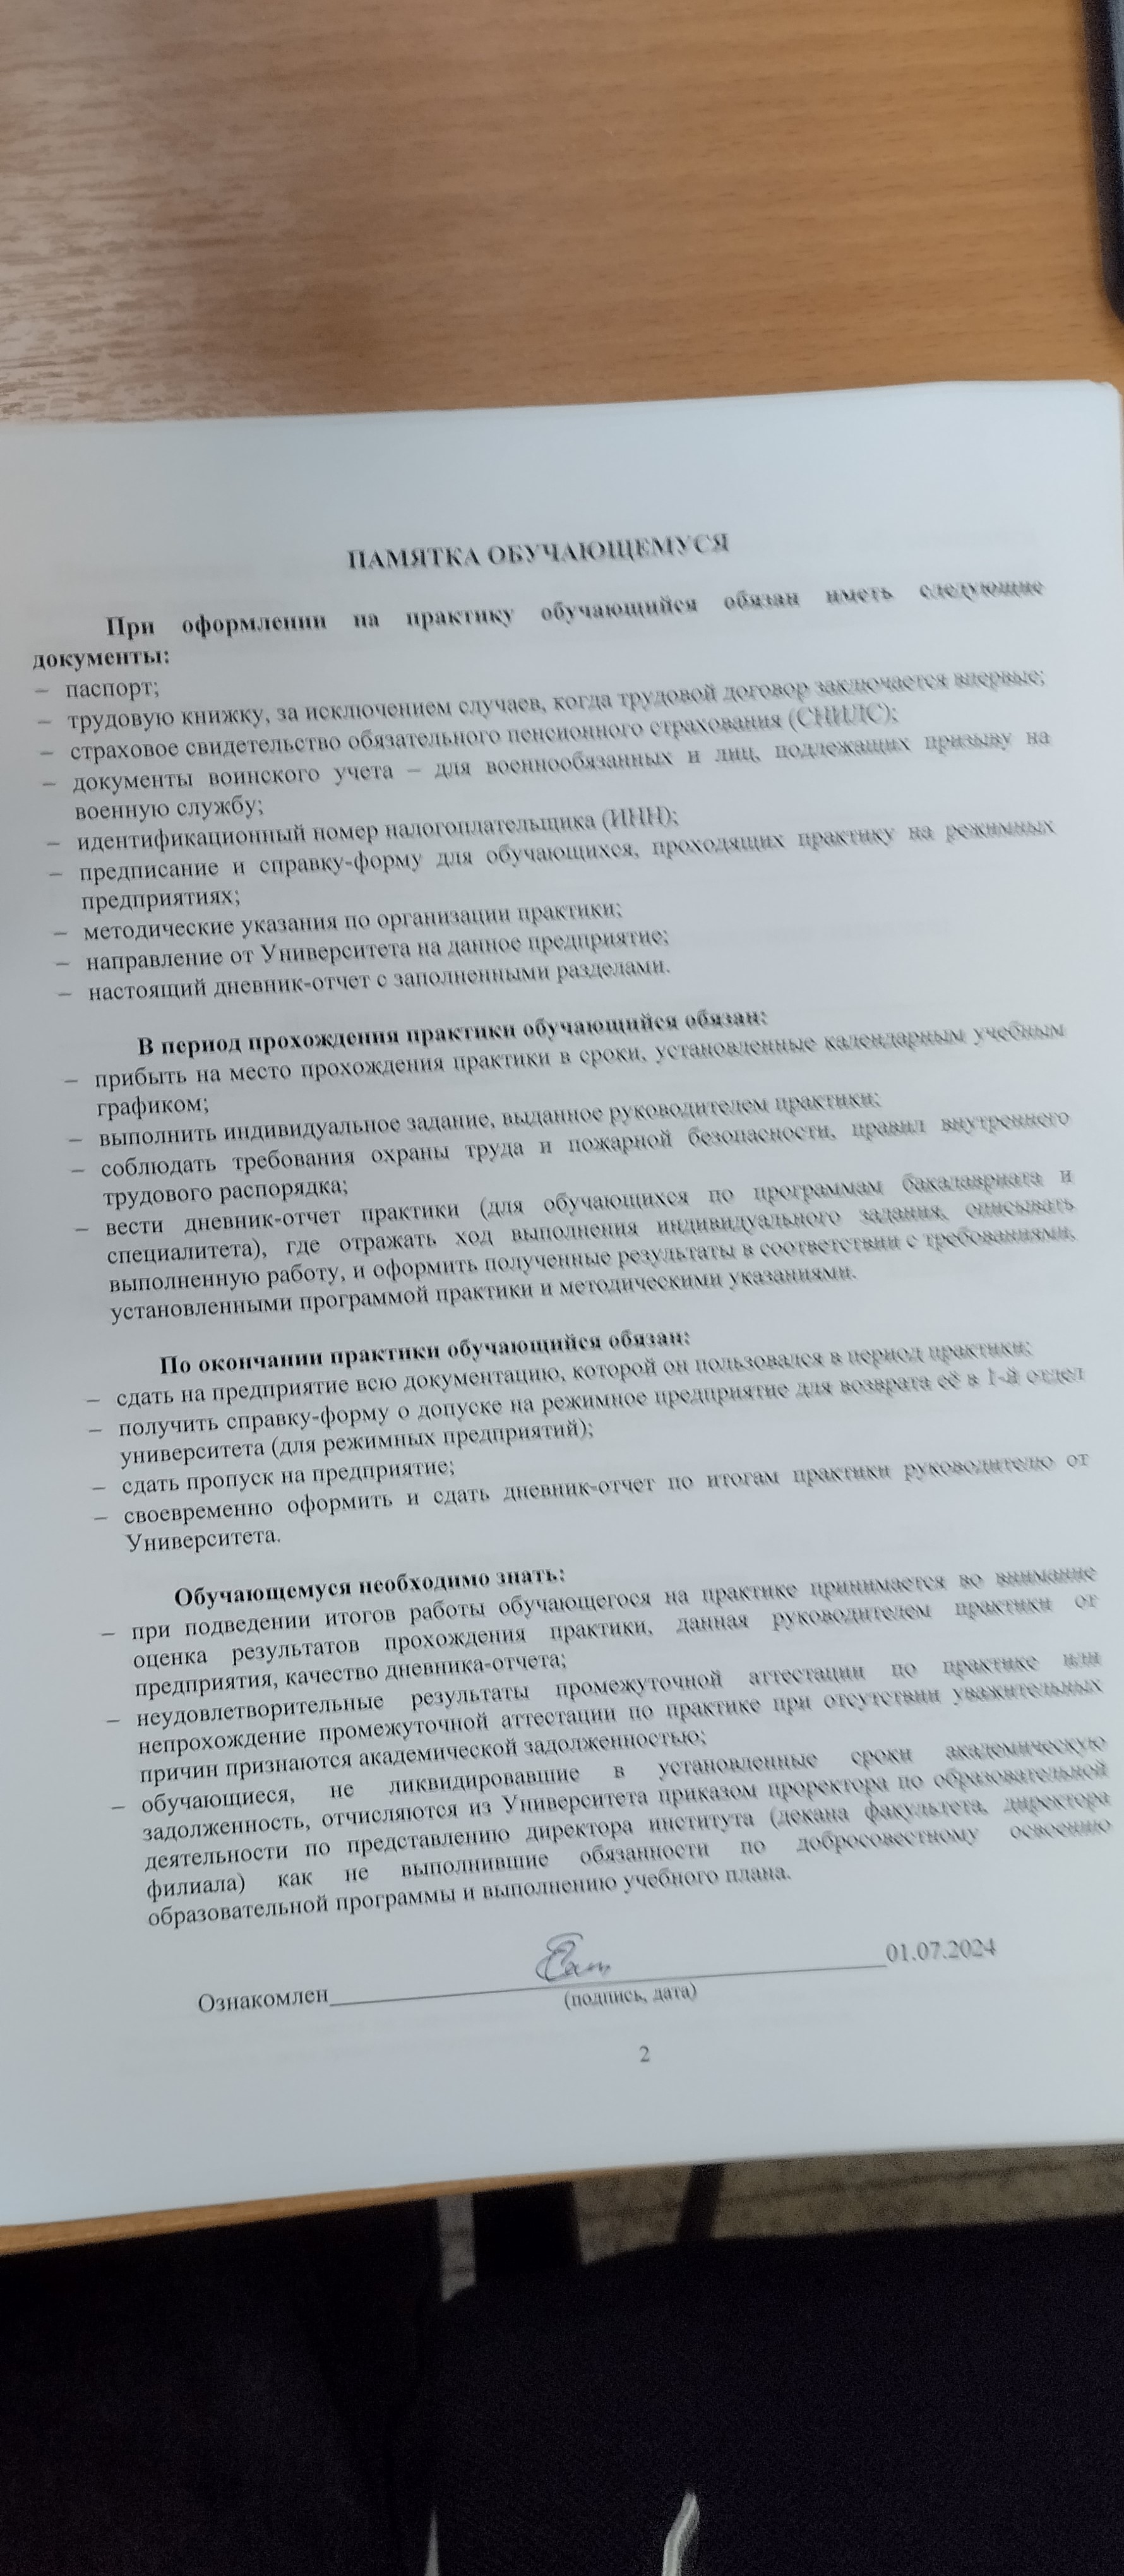 ПАМЯТКА ОБУЧАЮЩЕМУСЯ
При оформлении на практику обучающийся обязан иметь следующие
документы:
– паспорт;
– трудовую книжку, за исключением случаев, когда трудовой договор заключается впервые;
– страховое свидетельство обязательного пенсионного страхования (СНИЛС);
– документы воинского учета – для военнообязанных и лиц, подлежащих призыву на
военную службу;
– идентификационный номер налогоплательщика (ИНН);
– предписание и справку-форму для обучающихся, проходящих практику на режимных
предприятиях;
– методические указания по организации практики;
– направление от Университета на данное предприятие;
– настоящий дневник-отчет с заполненными разделами.
В период прохождения практики обучающийся обязан:
– прибыть на место прохождения практики в сроки, установленные календарным учебным
графиком;
– выполнить индивидуальное задание, выданное руководителем практики;
– соблюдать требования охраны труда и пожарной безопасности, правил внутреннего
трудового распорядка;
– вести дневник-отчет практики (для обучающихся по программам бакалавриата и
специалитета), где отражать ход выполнения индивидуального задания, описывать
выполненную работу, и оформить полученные результаты в соответствии с требованиями,
установленными программой практики и методическими указаниями.
По окончании практики обучающийся обязан:
– сдать на предприятие всю документацию, которой он пользовался в период практики;
– получить справку-форму о допуске на режимное предприятие для возврата её в 1-й отдел
университета (для режимных предприятий);
– сдать пропуск на предприятие;
– своевременно оформить и сдать дневник-отчет по итогам практики руководителю от
Университета.
Обучающемуся необходимо знать:
– при подведении итогов работы обучающегося на практике принимается во внимание
оценка результатов прохождения практики, данная руководителем практики от
предприятия, качество дневника-отчета;
– неудовлетворительные результаты промежуточной аттестации по практике или
непрохождение промежуточной аттестации по практике при отсутствии уважительных
причин признаются академической задолженностью;
– обучающиеся, не ликвидировавшие в установленные сроки академическую
задолженность, отчисляются из Университета приказом проректора по образовательной
деятельности по представлению директора института (декана факультета, директора
филиала) как не выполнившие обязанности по добросовестному освоению
образовательной программы и выполнению учебного плана.
Ознакомлен 01.07.2024
(подпись, дата)
2